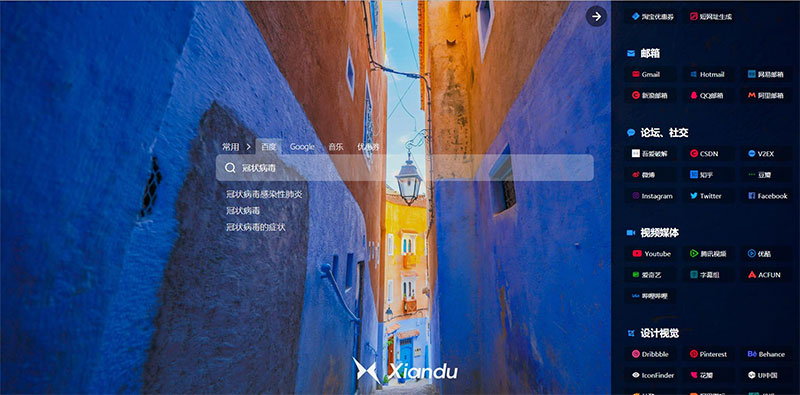 常用 百度 Google 音乐 优惠券
冠状病毒
冠状病毒感染性肺炎
冠状病毒
冠状病毒的症状
Xiandu
淘宝优惠券 短网址生成
邮箱
Gmail Hotmail 网易邮箱
新浪邮箱 QQ邮箱 阿里邮箱
论坛、社交
吾爱破解 CSDN V2EX
微博 知乎 豆瓣
Instagram Twitter Facebook
视频媒体
Youtube 腾讯视频 优酷
爱奇艺 字幕组 ACFUN
哔哩哔哩
设计视觉
Dribbble Pinterest Behance
IconFinder 花瓣 UI中国